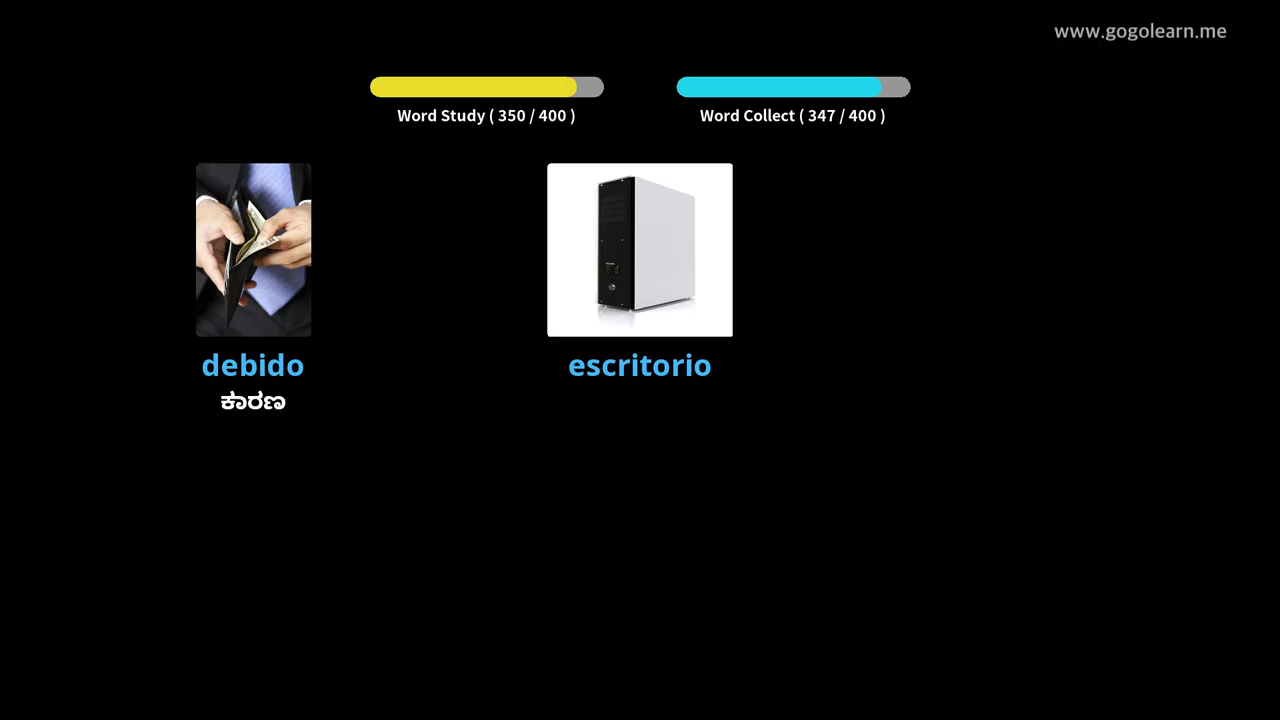 www.gogolearn.me
Word Study ( 350 / 400 )
Word Collect ( 347 / 400 )
debido
ಕಾರಣ
escritorio